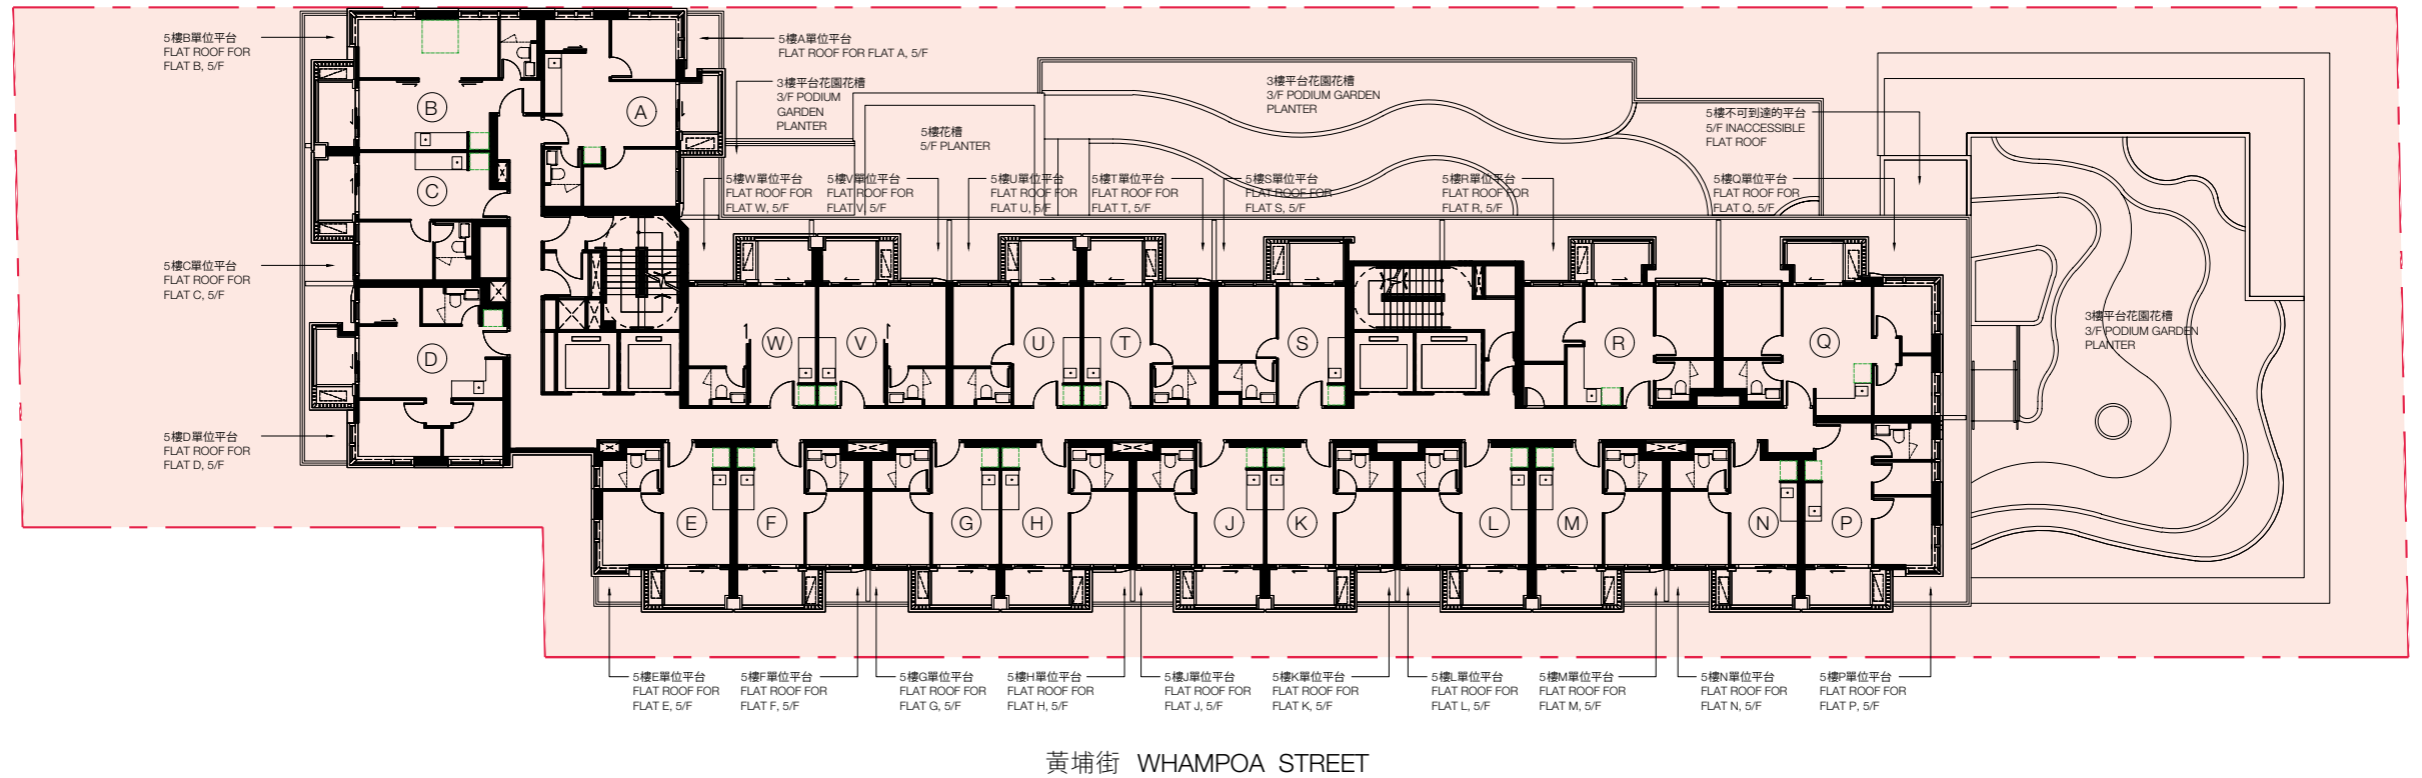 5樓B單位平台
FLAT ROOF FOR
FLAT B, 5/F
5樓A單位平台
FLAT ROOF FOR FLAT A, 5/F
3樓平台花園花槽
3/F PODIUM
GARDEN
PLANTER
5樓花槽
5/F PLANTER
3樓平台花園花槽
3/F PODIUM GARDEN
PLANTER
5樓不可到達的平台
5/F INACCESSIBLE
FLAT ROOF
B
A
C
5樓W單位平台
FLAT ROOF FOR
FLAT W, 5/F
5樓V單位平台
FLAT ROOF FOR
FLAT V, 5/F
5樓U單位平台
FLAT ROOF FOR
FLAT U, 5/F
5樓T單位平台
FLAT ROOF FOR
FLAT T, 5/F
5樓S單位平台
FLAT ROOF FOR
FLAT S, 5/F
5樓R單位平台
FLAT ROOF FOR
FLAT R, 5/F
5樓Q單位平台
FLAT ROOF FOR
FLAT Q, 5/F
5樓C單位平台
FLAT ROOF FOR
FLAT C, 5/F
3樓平台花園花槽
3/F PODIUM GARDEN
PLANTER
D
W
V
U
T
S
R
Q
5樓D單位平台
FLAT ROOF FOR
FLAT D, 5/F
E
F
G
H
J
K
L
M
N
P
5樓E單位平台
FLAT ROOF FOR
FLAT E, 5/F
5樓F單位平台
FLAT ROOF FOR
FLAT F, 5/F
5樓G單位平台
FLAT ROOF FOR
FLAT G, 5/F
5樓H單位平台
FLAT ROOF FOR
FLAT H, 5/F
5樓J單位平台
FLAT ROOF FOR
FLAT J, 5/F
5樓K單位平台
FLAT ROOF FOR
FLAT K, 5/F
5樓L單位平台
FLAT ROOF FOR
FLAT L, 5/F
5樓M單位平台
FLAT ROOF FOR
FLAT M, 5/F
5樓N單位平台
FLAT ROOF FOR
FLAT N, 5/F
5樓P單位平台
FLAT ROOF FOR
FLAT P, 5/F
黃埔街 WHAMPOA STREET